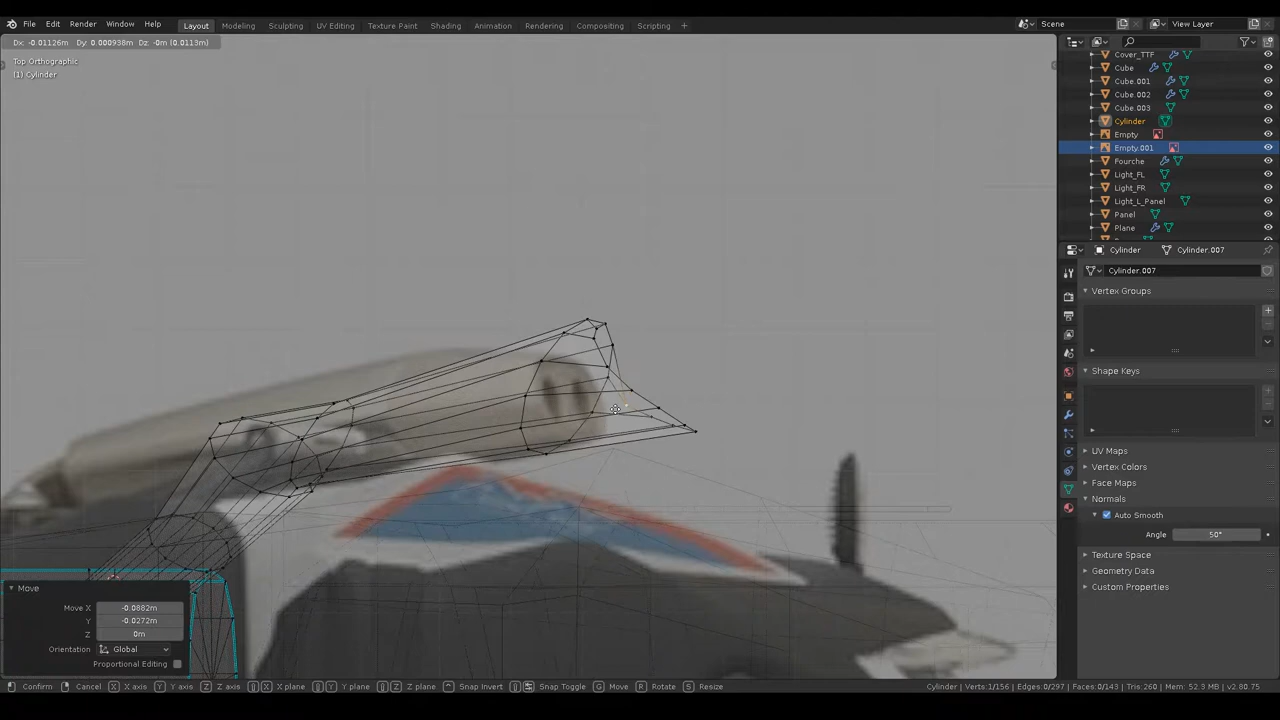 File Edit Render Window Help Layout Modeling Sculpting UV Editing Texture Paint Shading Animation Rendering Compositing Scripting + Scene View Layer
Dx: -0.01126m Dy: 0.000938m Dz: -0m (0.0113m)
Top Orthographic
(1) Cylinder
Cover_TTF
Cube
Cube.001
Cube.002
Cube.003
Cylinder
Empty
Empty.001
Fourche
Light_FL
Light_FR
Light_L_Panel
Panel
Plane
Cylinder Cylinder.007
Cylinder.007
Vertex Groups
Shape Keys
UV Maps
Vertex Colors
Face Maps
Normals
Auto Smooth
Angle 50°
Texture Space
Geometry Data
Custom Properties
Move
Move X -0.0882m
Y -0.0272m
Z 0m
Orientation Global
Proportional Editing
Confirm Cancel X X axis Y Y axis Z Z axis X X plane Y Y plane Z Z plane Snap Invert Snap Toggle G Move R Rotate S Resize Cylinder | Verts:1/156 | Edges:0/297 | Faces:0/143 | Tris:260 | Mem: 52.9 MB | v2.80.75